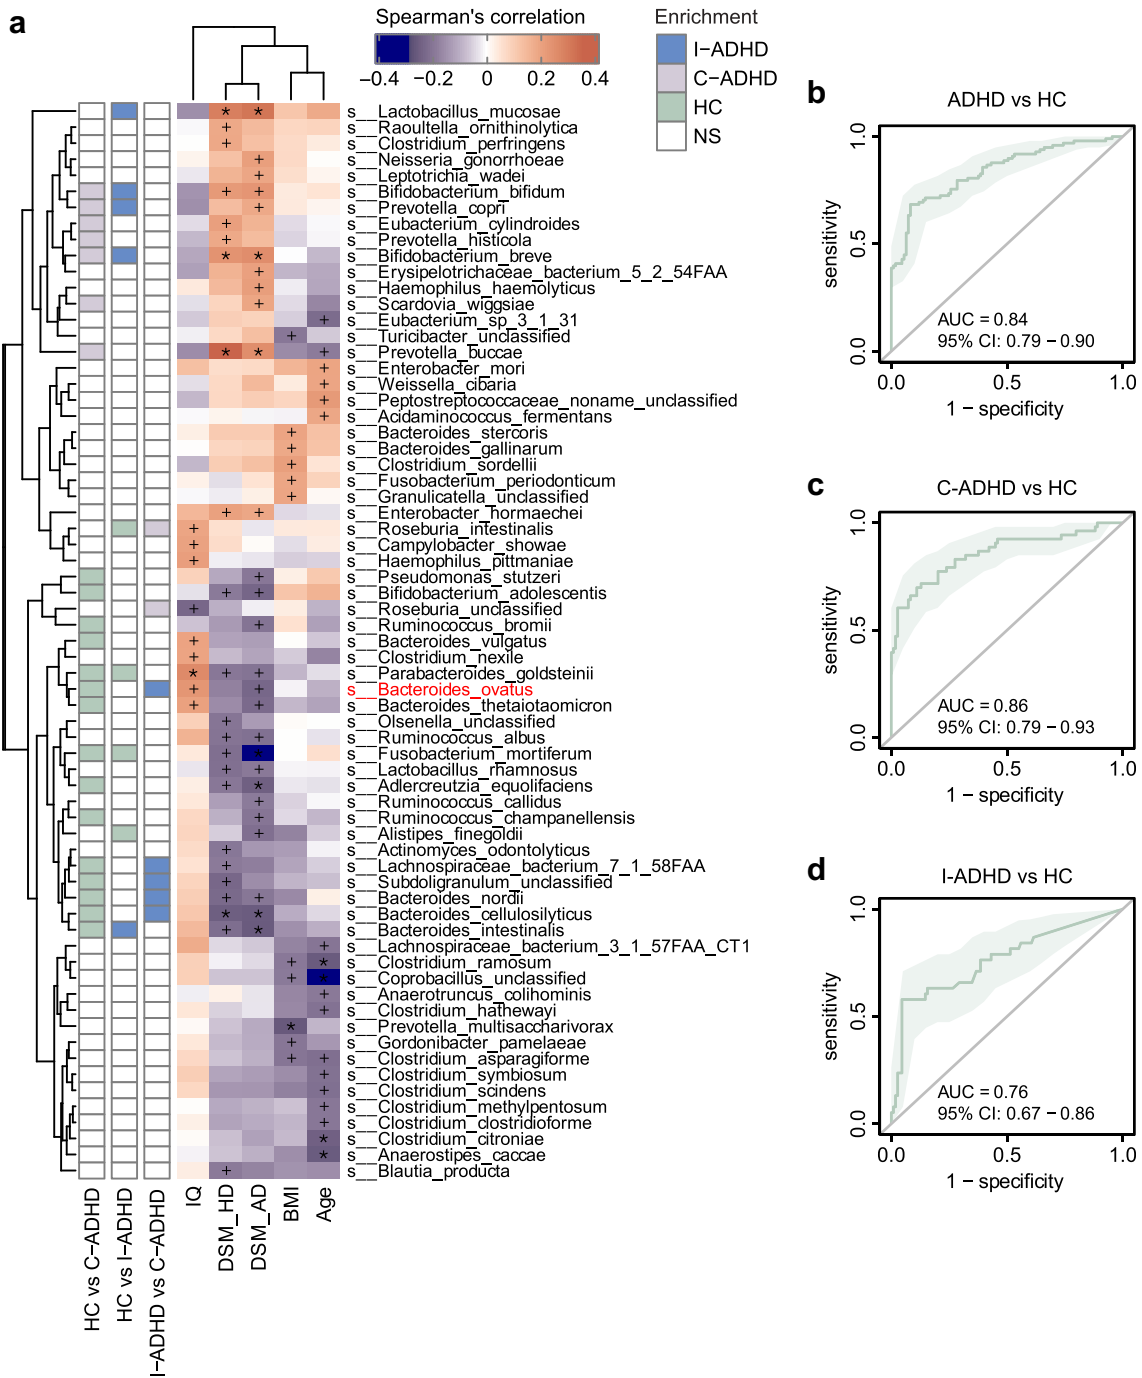 a
Spearman's correlation
−0.4 −0.2 0 0.2 0.4
Enrichment
I−ADHD
C−ADHD
HC
NS
s__Lactobacillus_mucosae
s__Raoultella_ornithinolytica
s__Clostridium_perfringens
s__Neisseria_gonorrhoeae
s__Leptotrichia_wadei
s__Bifidobacterium_bifidum
s__Prevotella_copri
s__Eubacterium_cylindroides
s__Prevotella_histicola
s__Bifidobacterium_breve
s__Erysipelotrichaceae_bacterium_5_2_54FAA
s__Haemophilus_haemolyticus
s__Scardovia_wiggsiae
s__Eubacterium_sp_3_1_31
s__Turicibacter_unclassified
s__Prevotella_buccae
s__Enterobacter_mori
s__Weissella_cibaria
s__Peptostreptococcaceae_noname_unclassified
s__Acidaminococcus_fermentans
s__Bacteroides_stercoris
s__Bacteroides_gallinarum
s__Clostridium_sordellii
s__Fusobacterium_periodonticum
s__Granulicatella_unclassified
s__Enterobacter_hormaechei
s__Roseburia_intestinalis
s__Campylobacter_showae
s__Haemophilus_pittmaniae
s__Pseudomonas_stutzeri
s__Bifidobacterium_adolescentis
s__Roseburia_unclassified
s__Ruminococcus_bromii
s__Bacteroides_vulgatus
s__Clostridium_nexile
s__Parabacteroides_goldsteinii
s__Bacteroides_ovatus
s__Bacteroides_thetaiotaomicron
s__Olsenella_unclassified
s__Ruminococcus_albus
s__Fusobacterium_mortiferum
s__Lactobacillus_rhamnosus
s__Adlercreutzia_equolifaciens
s__Ruminococcus_callidus
s__Ruminococcus_champanellensis
s__Alistipes_finegoldii
s__Actinomyces_odontolyticus
s__Lachnospiraceae_bacterium_7_1_58FAA
s__Subdoligranulum_unclassified
s__Bacteroides_nordii
s__Bacteroides_cellulosilyticus
s__Bacteroides_intestinalis
s__Lachnospiraceae_bacterium_3_1_57FAA_CT1
s__Clostridium_ramosum
s__Coprobacillus_unclassified
s__Anaerotruncus_colihominis
s__Clostridium_hathewayi
s__Prevotella_multisaccharivorax
s__Gordonibacter_pamelaeae
s__Clostridium_asparagiforme
s__Clostridium_symbiosum
s__Clostridium_scindens
s__Clostridium_methylpentosum
s__Clostridium_clostridioforme
s__Clostridium_citroniae
s__Anaerostipes_caccae
s__Blautia_producta
HC vs C−ADHD
HC vs I−ADHD
I−ADHD vs C−ADHD
IQ
DSM_HD
DSM_AD
BMI
Age
b
ADHD vs HC
sensitivity
1.0
0.5
0.0
AUC = 0.84
95% CI: 0.79 − 0.90
0.0 0.5 1.0
1 − specificity
c
C-ADHD vs HC
sensitivity
1.0
0.5
0.0
AUC = 0.86
95% CI: 0.79 − 0.93
0.0 0.5 1.0
1 − specificity
d
I-ADHD vs HC
sensitivity
1.0
0.5
0.0
AUC = 0.76
95% CI: 0.67 − 0.86
0.0 0.5 1.0
1 − specificity